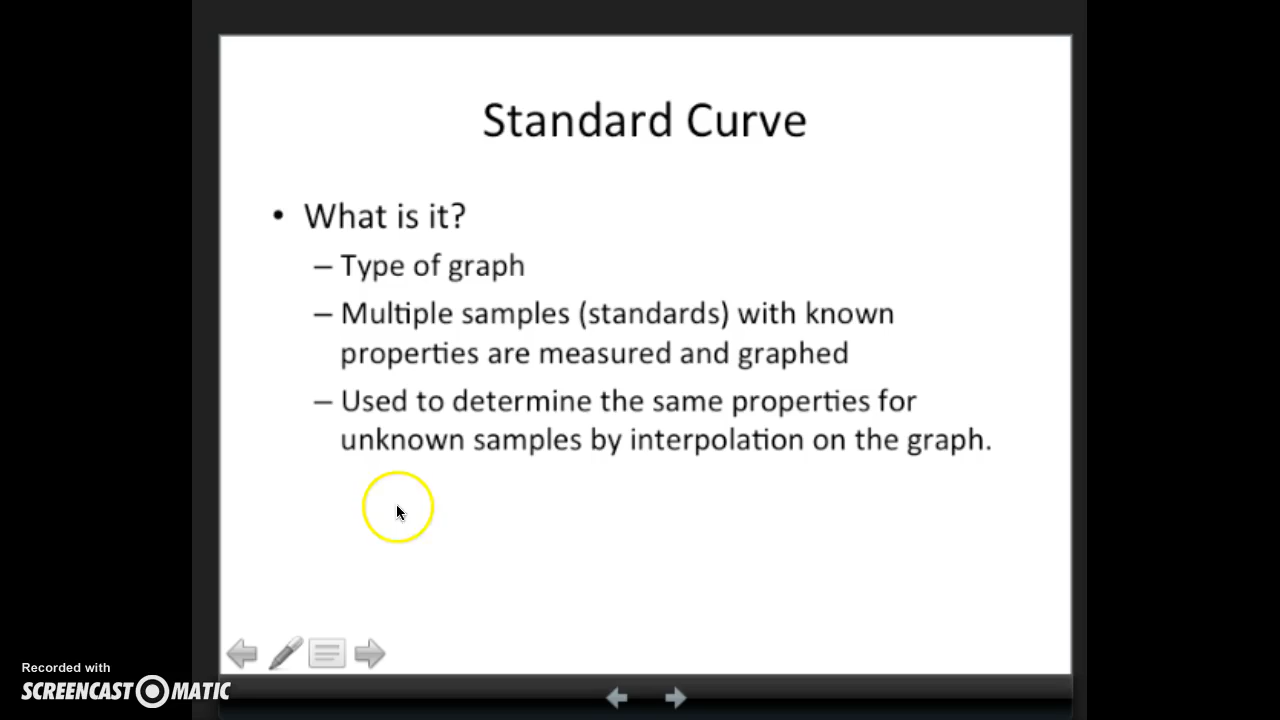 Standard Curve
• What is it?
– Type of graph
– Multiple samples (standards) with known
properties are measured and graphed
– Used to determine the same properties for
unknown samples by interpolation on the graph.
Recorded with
SCREENCAST MATIC